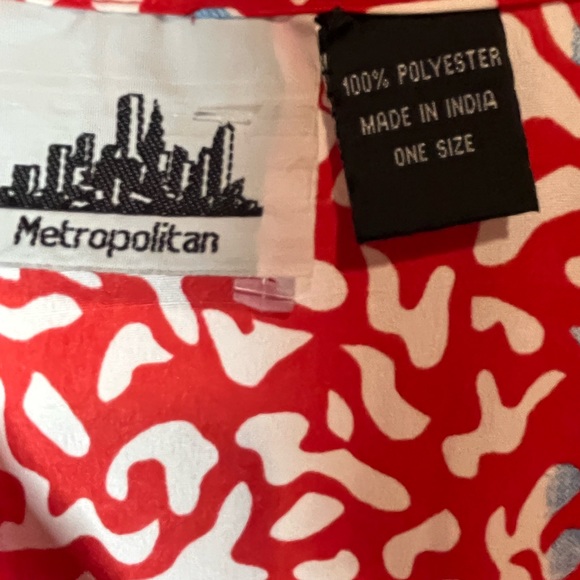 Metropolitan
100% POLYESTER
MADE IN INDIA
ONE SIZE